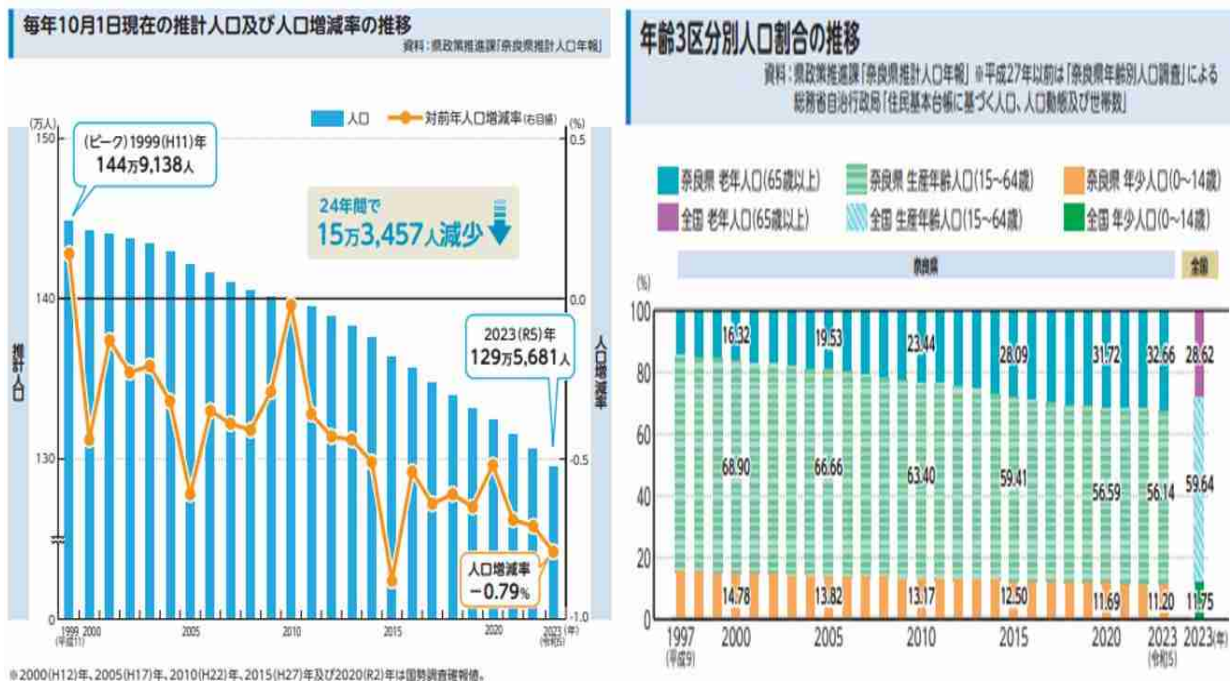 毎年10月1日現在の推計人口及び人口増減率の推移
資料:県政策推進課「奈良県推計人口年報」
人口
対前年人口増減率(右目盛)
(万人)
(%)
150
140
130
0
0.5
0.0
-0.5
-1.0
推計人口
人口増減率
(ピーク)1999(H11)年
144万9,138人
24年間で
15万3,457人減少
2023(R5)年
129万5,681人
人口増減率
-0.79%
1999 2000 2005 2010 2015 2020 2023(年)
(平成11) (令和5)
※2000(H12)年、2005(H17)年、2010(H22)年、2015(H27)年及び2020(R2)年は国勢調査確報値。
年齢3区分別人口割合の推移
資料:県政策推進課「奈良県推計人口年報」 ※平成27年以前は「奈良県年齢別人口調査」による
総務省自治行政局「住民基本台帳に基づく人口、人口動態及び世帯数」
奈良県 老年人口(65歳以上)
奈良県 生産年齢人口(15~64歳)
奈良県 年少人口(0~14歳)
全国 老年人口(65歳以上)
全国 生産年齢人口(15~64歳)
全国 年少人口(0~14歳)
奈良県
全国
(%)
100
80
60
40
20
0
16.32 19.53 23.44 28.09 31.72 32.66 28.62
68.90 66.66 63.40 59.41 56.59 56.14 59.64
14.78 13.82 13.17 12.50 11.69 11.20 11.75
1997 2000 2005 2010 2015 2020 2023 2023(年)
(平成9) (令和5)